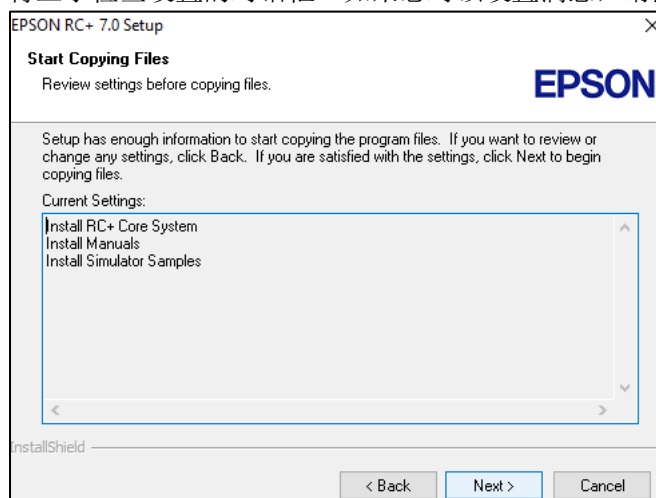 EPSON RC+ 7.0 Setup
Start Copying Files
Review settings before copying files.
EPSON
Setup has enough information to start copying the program files. If you want to review or
change any settings, click Back. If you are satisfied with the settings, click Next to begin
copying files.
Current Settings:
Install RC+ Core System
Install Manuals
Install Simulator Samples
InstallShield
< Back
Next >
Cancel